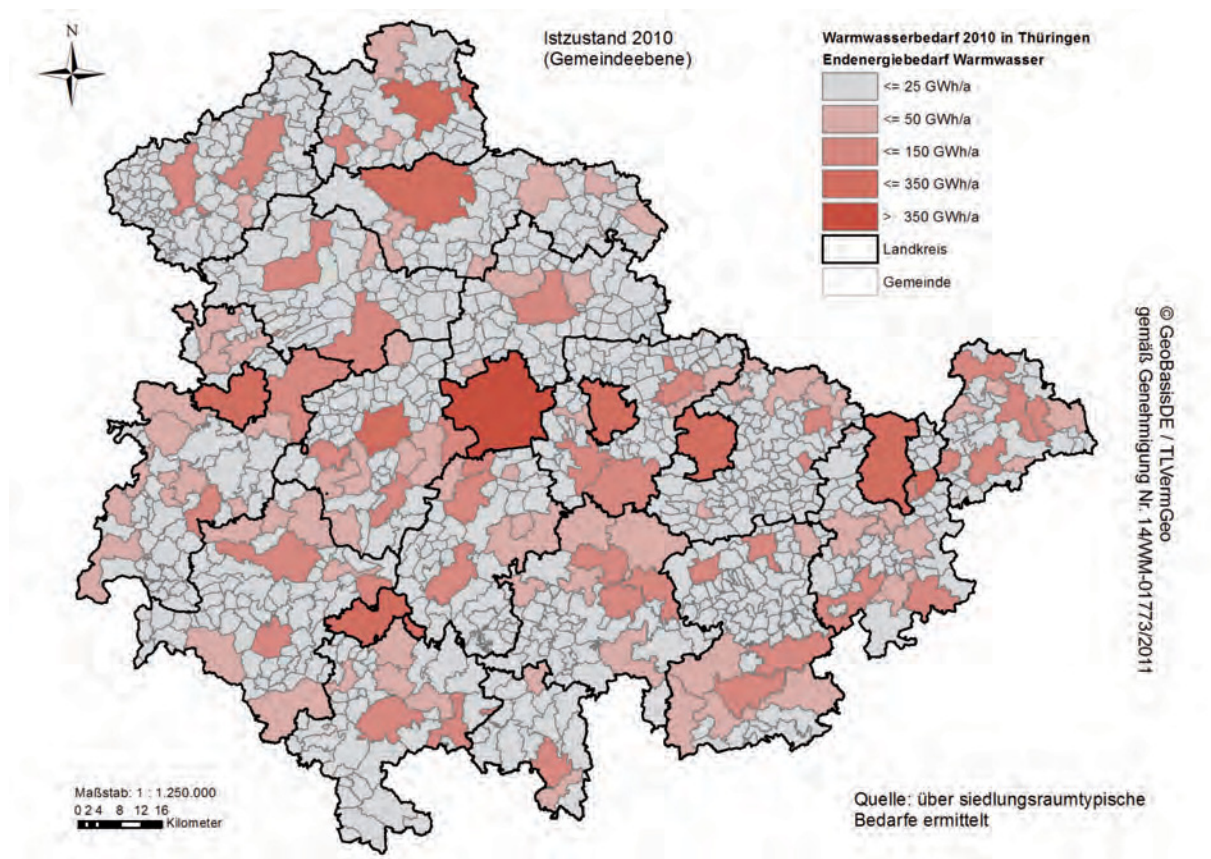 N
Istzustand 2010
(Gemeindeebene)
Warmwasserbedarf 2010 in Thüringen
Endenergiebedarf Warmwasser
<= 25 GWh/a
<= 50 GWh/a
<= 150 GWh/a
<= 350 GWh/a
> 350 GWh/a
Landkreis
Gemeinde
© GeoBasisDE / TLVermGeo
gemäß Genehmigung Nr. 14/WM-01773/2011
Maßstab: 1 : 1.250.000
0 2 4 8 12 16
Kilometer
Quelle: über siedlungsraumtypische
Bedarfe ermittelt